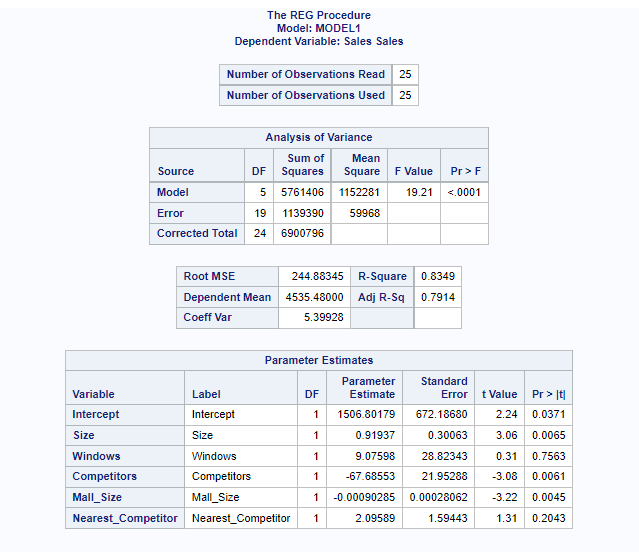 The REG Procedure
Model: MODEL1
Dependent Variable: Sales Sales
Number of Observations Read 25
Number of Observations Used 25
Analysis of Variance
Source DF Sum of Squares Mean Square F Value Pr > F
Model 5 5761406 1152281 19.21 <.0001
Error 19 1139390 59968
Corrected Total 24 6900796
Root MSE 244.88345 R-Square 0.8349
Dependent Mean 4535.48000 Adj R-Sq 0.7914
Coeff Var 5.39928
Parameter Estimates
Variable Label DF Parameter Estimate Standard Error t Value Pr > |t|
Intercept Intercept 1 1506.80179 672.18680 2.24 0.0371
Size Size 1 0.91937 0.30063 3.06 0.0065
Windows Windows 1 9.07598 28.82343 0.31 0.7563
Competitors Competitors 1 -67.68553 21.95288 -3.08 0.0061
Mall_Size Mall_Size 1 -0.00090285 0.00028062 -3.22 0.0045
Nearest_Competitor Nearest_Competitor 1 2.09589 1.59443 1.31 0.2043